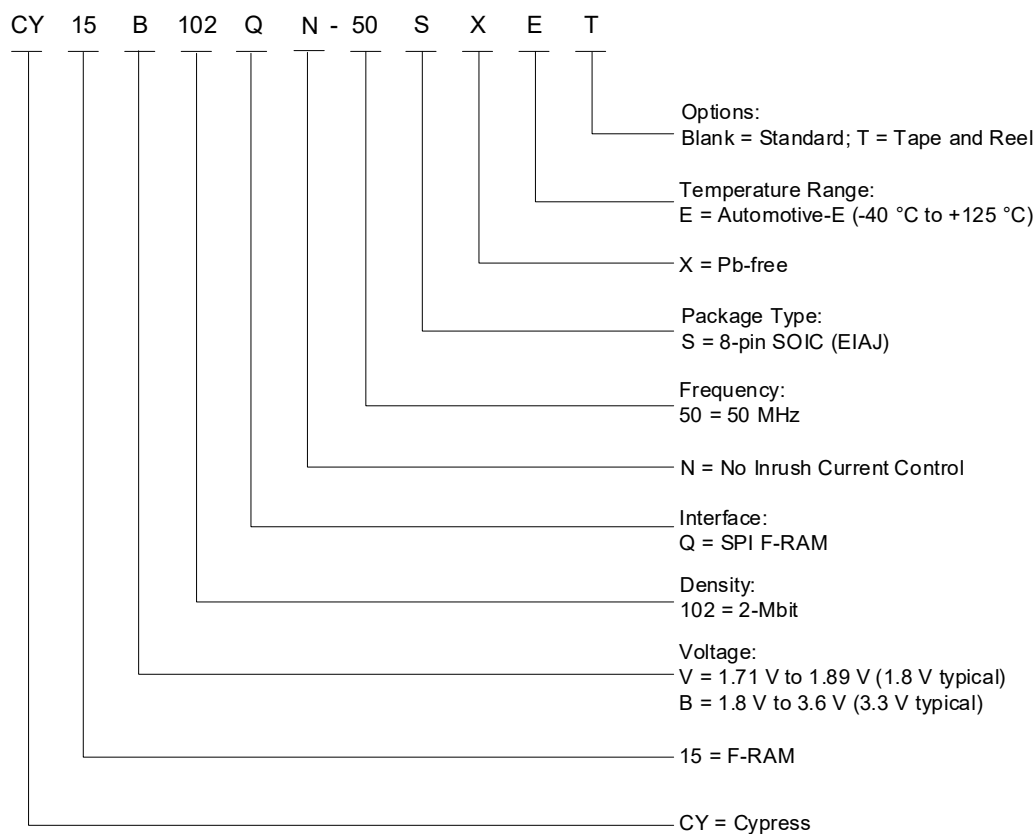 CY 15 B 102 Q N - 50 S X E T
Options:
Blank = Standard; T = Tape and Reel
Temperature Range:
E = Automotive-E (-40 °C to +125 °C)
X = Pb-free
Package Type:
S = 8-pin SOIC (EIAJ)
Frequency:
50 = 50 MHz
N = No Inrush Current Control
Interface:
Q = SPI F-RAM
Density:
102 = 2-Mbit
Voltage:
V = 1.71 V to 1.89 V (1.8 V typical)
B = 1.8 V to 3.6 V (3.3 V typical)
15 = F-RAM
CY = Cypress